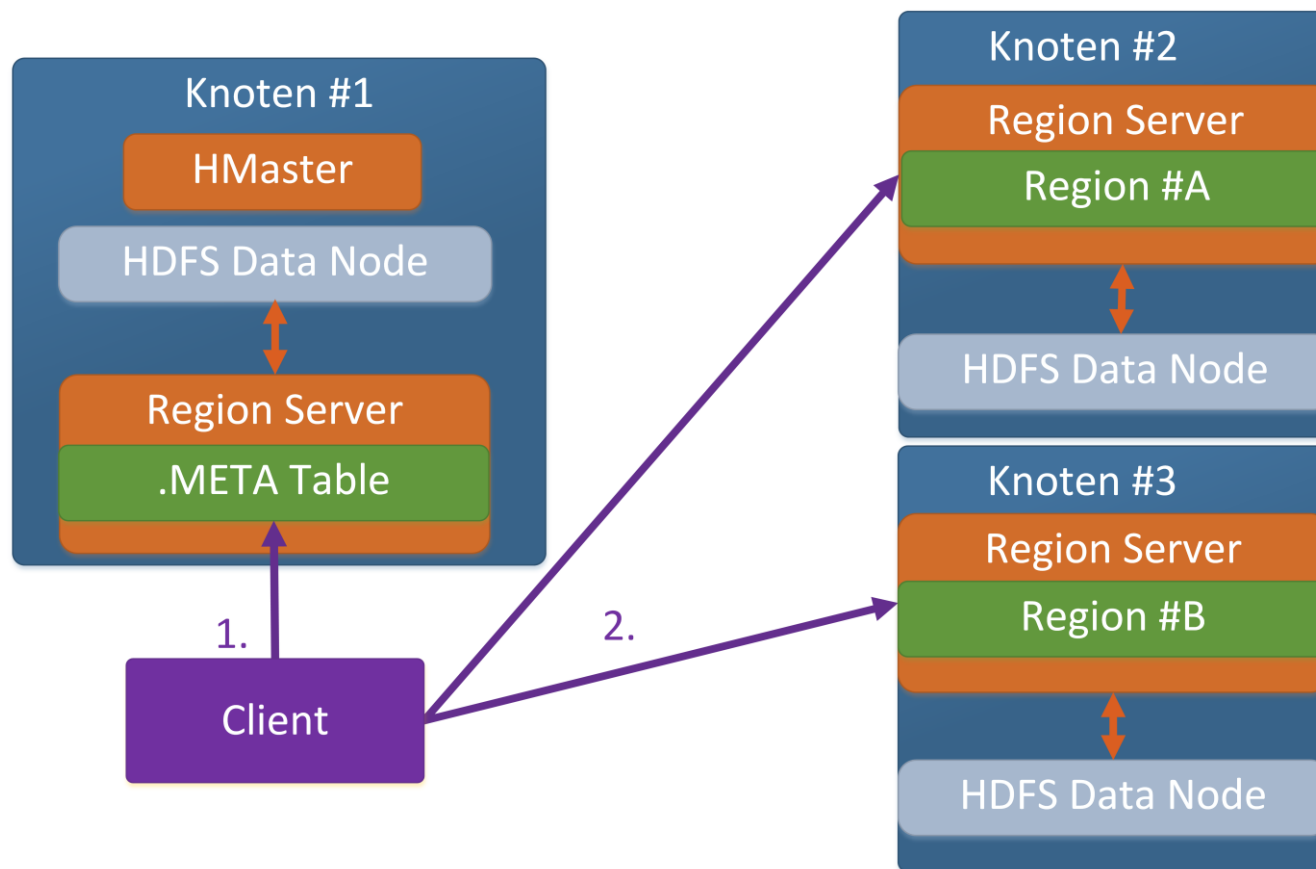 Knoten #1
HMaster
HDFS Data Node
Region Server
.META Table
1.
Client
2.
Knoten #2
Region Server
Region #A
HDFS Data Node
Knoten #3
Region Server
Region #B
HDFS Data Node